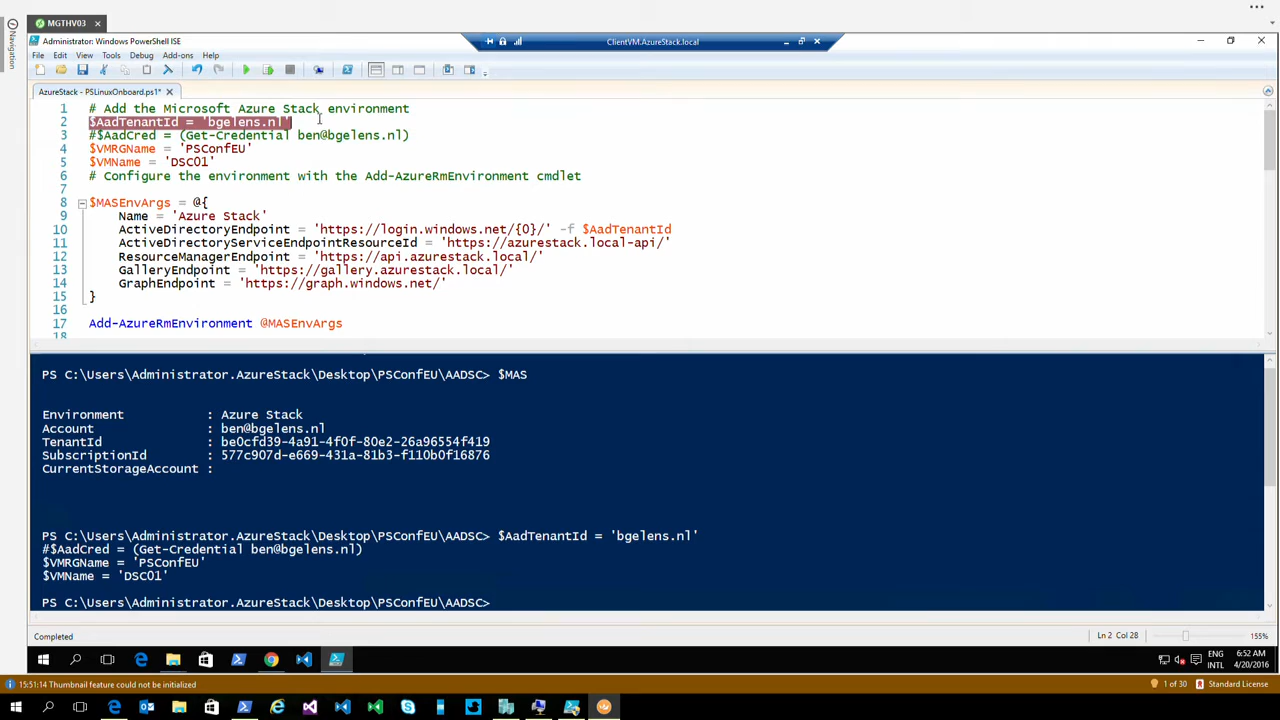 MGTHV03
Navigation
Administrator: Windows PowerShell ISE
ClientVM.AzureStack.local
File Edit View Tools Debug Add-ons Help
AzureStack - PSLinuxOnboard.ps1*
1 # Add the Microsoft Azure Stack environment
2 $AadTenantId = 'bgelens.nl'
3 #$AadCred = (Get-Credential ben@bgelens.nl)
4 $VMRGName = 'PSConfEU'
5 $VMName = 'DSC01'
6 # Configure the environment with the Add-AzureRmEnvironment cmdlet
7
8 $MASEnvArgs = @{
9 Name = 'Azure Stack'
10 ActiveDirectoryEndpoint = 'https://login.windows.net/{0}/' -f $AadTenantId
11 ActiveDirectoryServiceEndpointResourceId = 'https://azurestack.local-api/'
12 ResourceManagerEndpoint = 'https://api.azurestack.local/'
13 GalleryEndpoint = 'https://gallery.azurestack.local/'
14 GraphEndpoint = 'https://graph.windows.net/'
15 }
16
17 Add-AzureRmEnvironment @MASEnvArgs
18
PS C:\Users\Administrator.AzureStack\Desktop\PSConfEU\AADSC> $MAS
Environment : Azure Stack
Account : ben@bgelens.nl
TenantId : be0cfd39-4a91-4f0f-80e2-26a96554f419
SubscriptionId : 577c907d-e669-431a-81b3-f110b0f16876
CurrentStorageAccount :
PS C:\Users\Administrator.AzureStack\Desktop\PSConfEU\AADSC> $AadTenantId = 'bgelens.nl'
#$AadCred = (Get-Credential ben@bgelens.nl)
$VMRGName = 'PSConfEU'
$VMName = 'DSC01'
PS C:\Users\Administrator.AzureStack\Desktop\PSConfEU\AADSC>
Completed
Ln 2 Col 28
155%
ENG
INTL
6:52 AM
4/20/2016
15:51:14 Thumbnail feature could not be initialized
1 of 30
Standard License